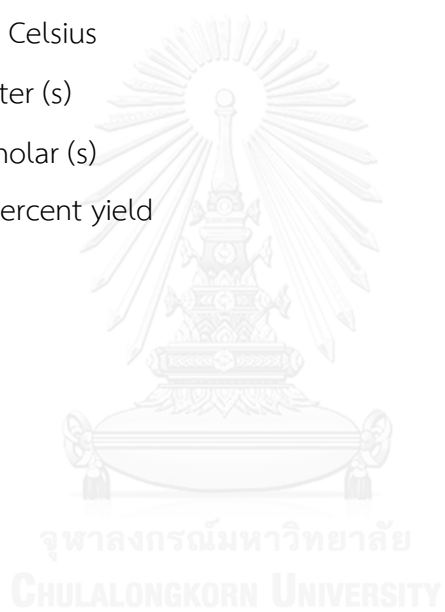 Celsius
ter (s)
nolar (s)
ercent yield
จุฬาลงกรณ์มหาวิทยาลัย
CHULALONGKORN UNIVERSITY